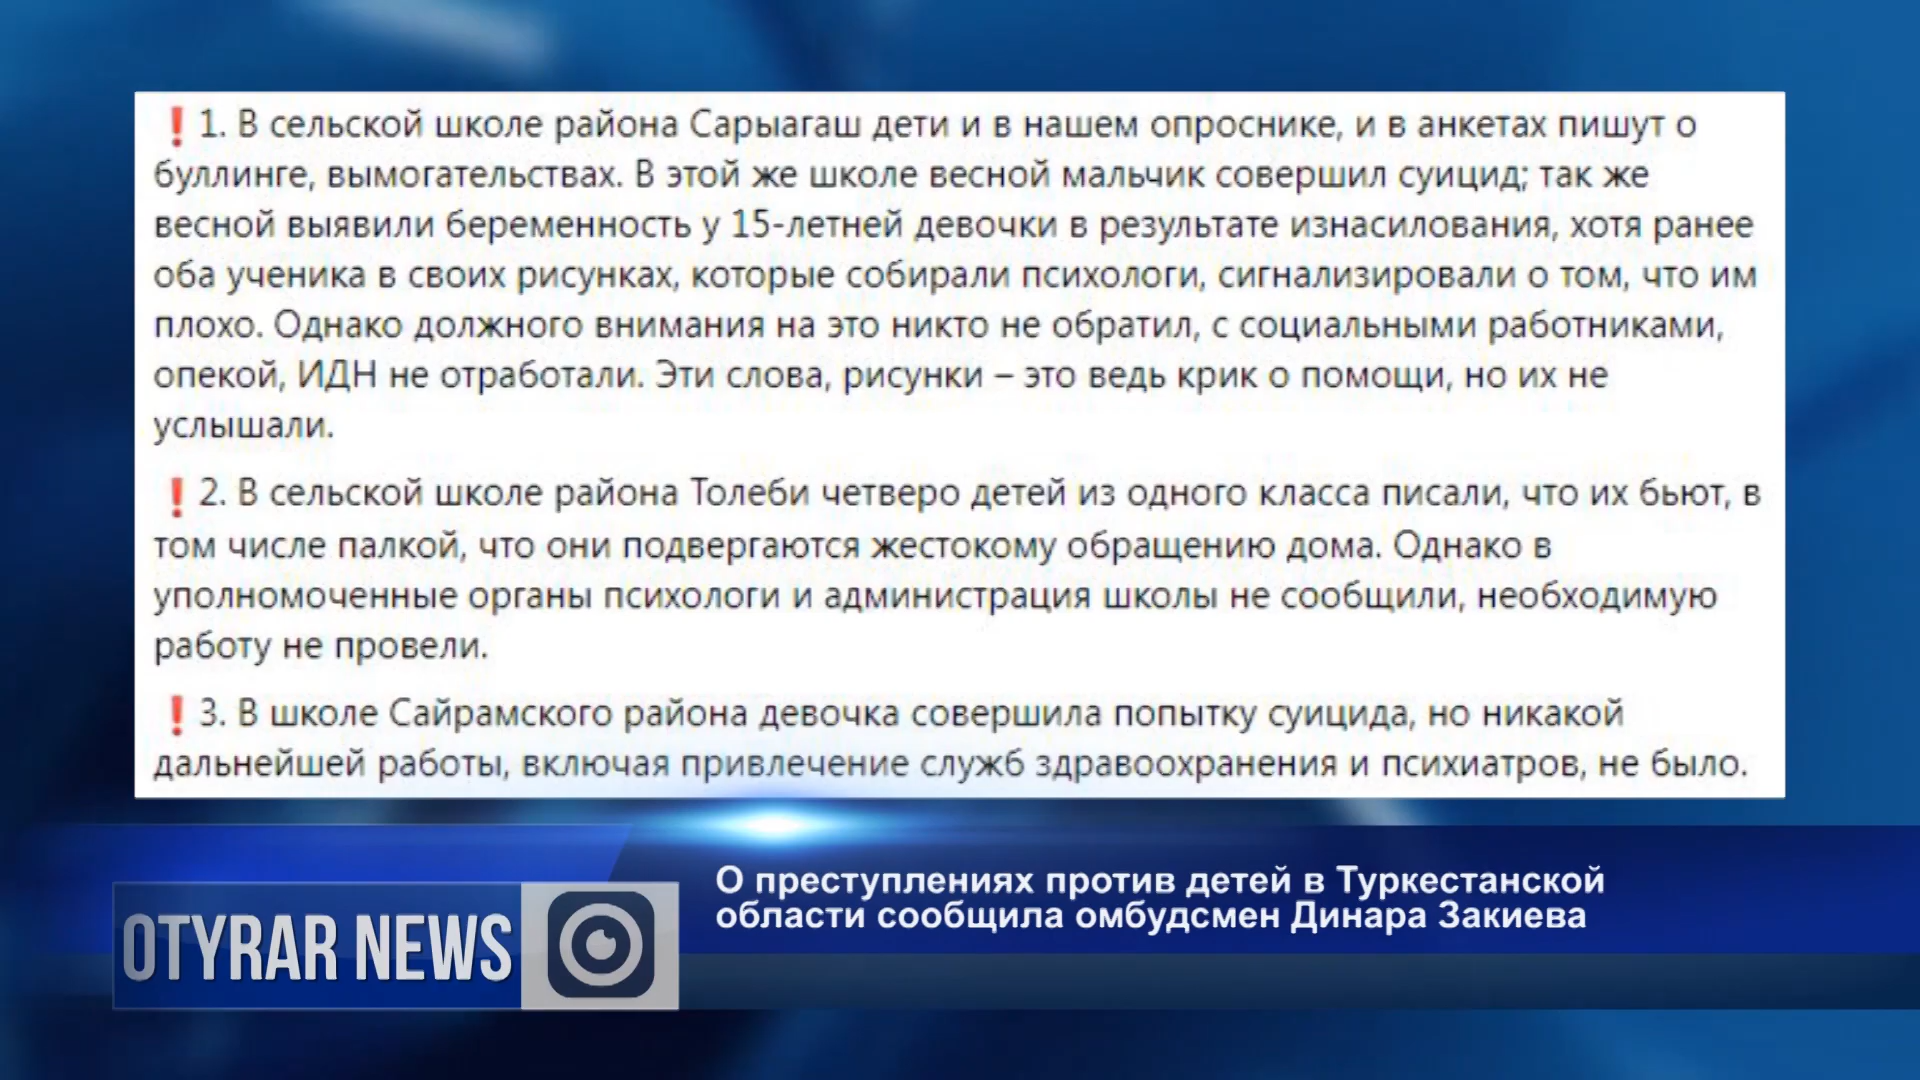 ❗1. В сельской школе района Сарыагаш дети и в нашем опроснике, и в анкетах пишут о
буллинге, вымогательствах. В этой же школе весной мальчик совершил суицид; так же
весной выявили беременность у 15-летней девочки в результате изнасилования, хотя ранее
оба ученика в своих рисунках, которые собирали психологи, сигнализировали о том, что им
плохо. Однако должного внимания на это никто не обратил, с социальными работниками,
опекой, ИДН не отработали. Эти слова, рисунки – это ведь крик о помощи, но их не
услышали.
❗2. В сельской школе района Толеби четверо детей из одного класса писали, что их бьют, в
том числе палкой, что они подвергаются жестокому обращению дома. Однако в
уполномоченные органы психологи и администрация школы не сообщили, необходимую
работу не провели.
❗3. В школе Сайрамского района девочка совершила попытку суицида, но никакой
дальнейшей работы, включая привлечение служб здравоохранения и психиатров, не было.
О преступлениях против детей в Туркестанской
области сообщила омбудсмен Динара Закиева
OTYRAR NEWS